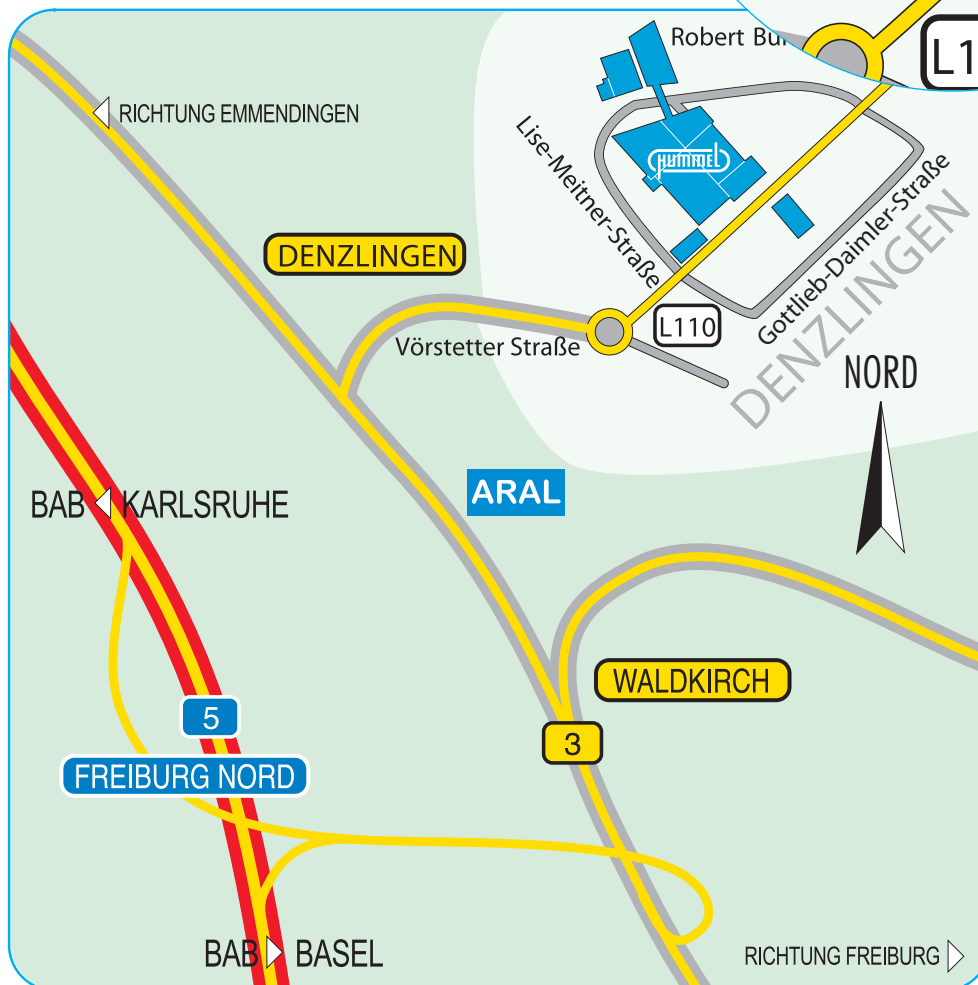 Robert
L1
RICHTUNG EMMENDINGEN
HUMMEL
Lise-Meitner-Straße
Gottlieb-Daimler-Straße
DENZLINGEN
DENZLINGEN
L110
Vörstetter Straße
NORD
ARAL
BAB KARLSRUHE
WALDKIRCH
5
3
FREIBURG NORD
BAB BASEL
RICHTUNG FREIBURG